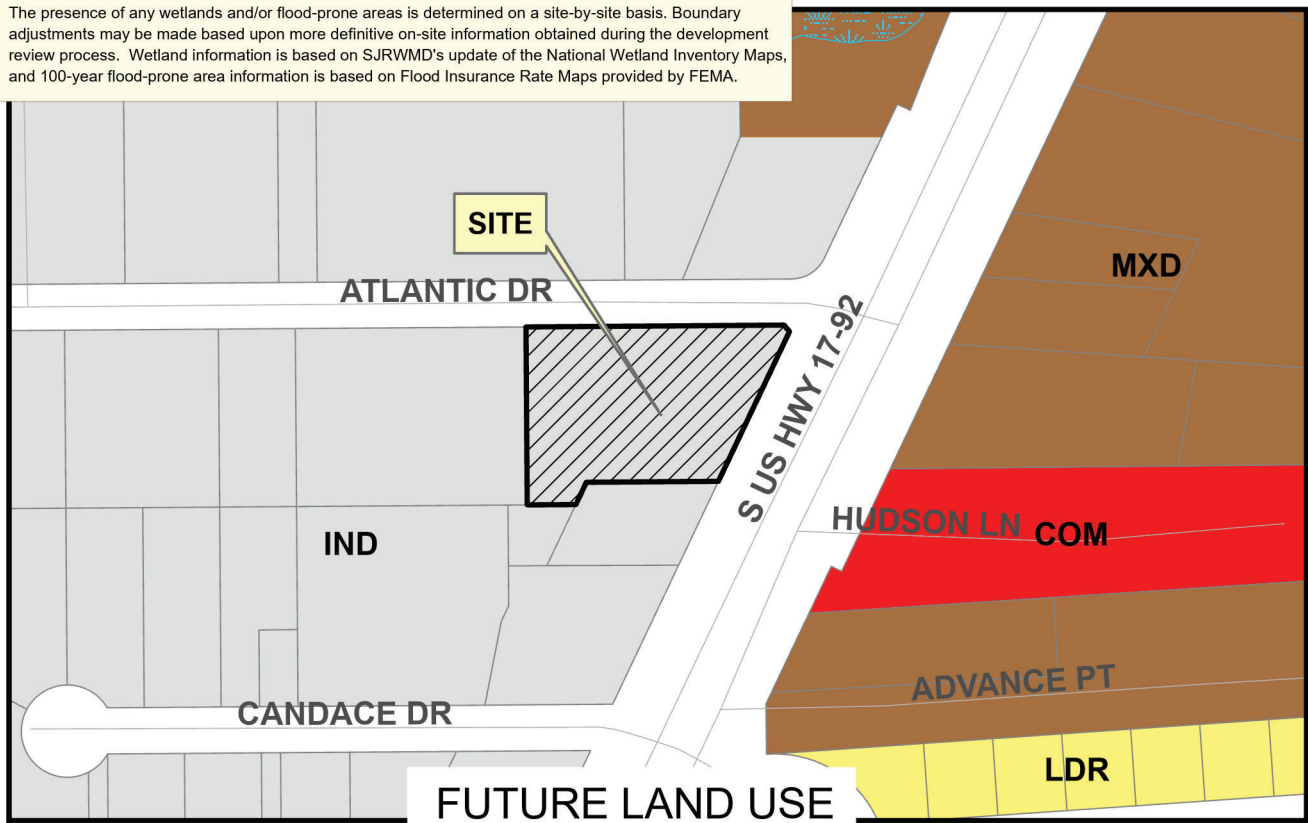 The presence of any wetlands and/or flood-prone areas is determined on a site-by-site basis. Boundary
adjustments may be made based upon more definitive on-site information obtained during the development
review process.  Wetland information is based on SJRWMD's update of the National Wetland Inventory Maps,
and 100-year flood-prone area information is based on Flood Insurance Rate Maps provided by FEMA.
SITE
MXD
ATLANTIC DR
S US HWY 17-92
HUDSON LN
COM
IND
ADVANCE PT
CANDACE DR
LDR
FUTURE LAND USE